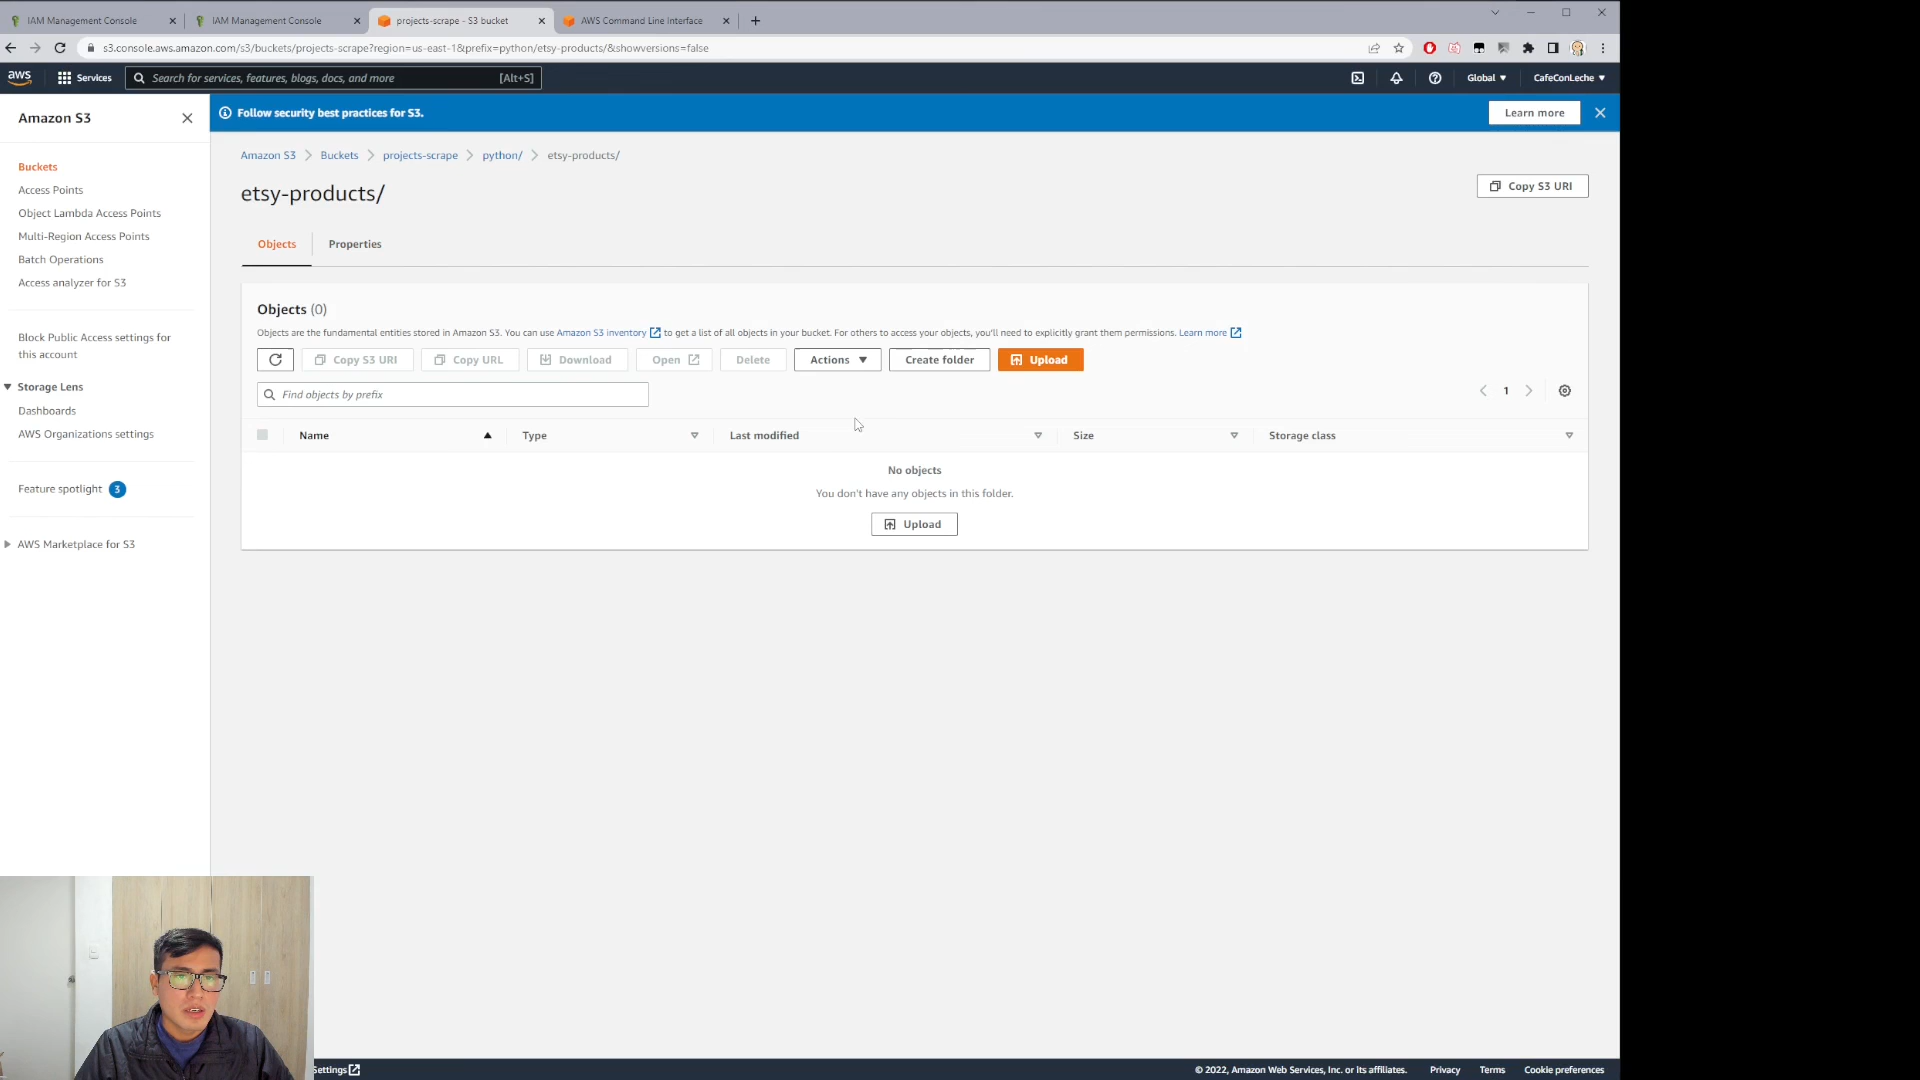 IAM Management Console
IAM Management Console
projects-scrape - S3 bucket
AWS Command Line Interface
s3.console.aws.amazon.com/s3/buckets/projects-scrape?region=us-east-1&prefix=python/etsy-products/&showversions=false
aws
Services
Search for services, features, blogs, docs, and more
[Alt+S]
Global
CafeConLeche
Amazon S3
Follow security best practices for S3.
Learn more
Buckets
Access Points
Object Lambda Access Points
Multi-Region Access Points
Batch Operations
Access analyzer for S3
Block Public Access settings for
this account
Storage Lens
Dashboards
AWS Organizations settings
Feature spotlight 3
AWS Marketplace for S3
Amazon S3 > Buckets > projects-scrape > python/ > etsy-products/
etsy-products/
Copy S3 URI
Objects
Properties
Objects (0)
Objects are the fundamental entities stored in Amazon S3. You can use Amazon S3 inventory to get a list of all objects in your bucket. For others to access your objects, you'll need to explicitly grant them permissions. Learn more
Copy S3 URI
Copy URL
Download
Open
Delete
Actions
Create folder
Upload
Find objects by prefix
1
Name
Type
Last modified
Size
Storage class
No objects
You don't have any objects in this folder.
Upload
Settings
© 2022, Amazon Web Services, Inc. or its affiliates.
Privacy
Terms
Cookie preferences